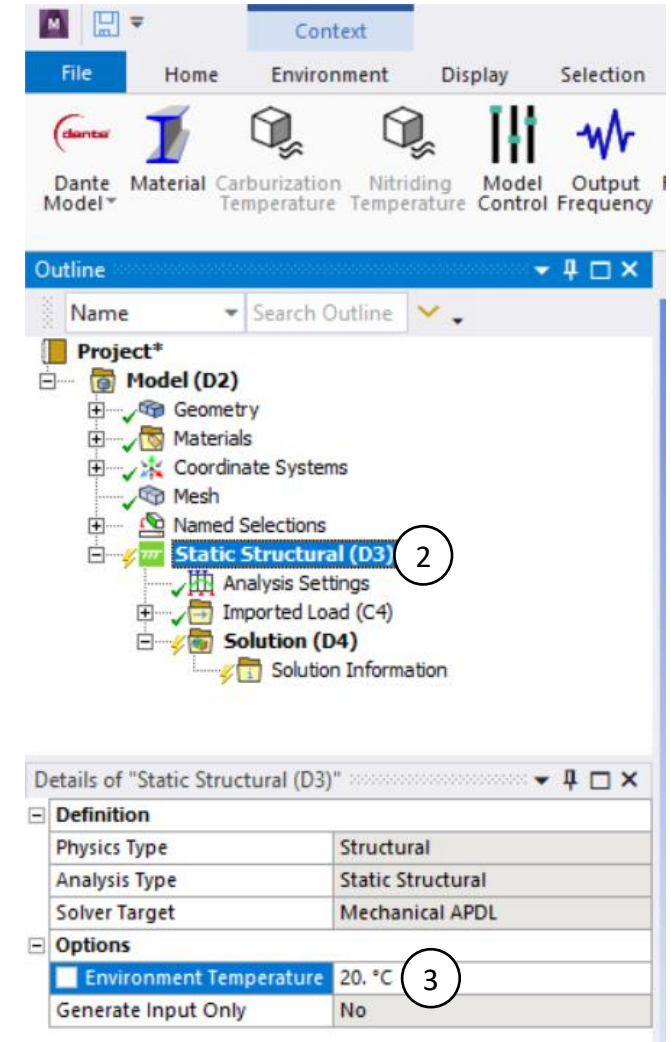 M
Context
File Home Environment Display Selection
dante
Dante Model Material Carburization Temperature Nitriding Temperature Model Control Output Frequency
Outline
Name Search Outline
Project*
Model (D2)
Geometry
Materials
Coordinate Systems
Mesh
Named Selections
Static Structural (D3) 2
Analysis Settings
Imported Load (C4)
Solution (D4)
Solution Information
Details of "Static Structural (D3)"
Definition
Physics Type Structural
Analysis Type Static Structural
Solver Target Mechanical APDL
Options
Environment Temperature 20. °C 3
Generate Input Only No